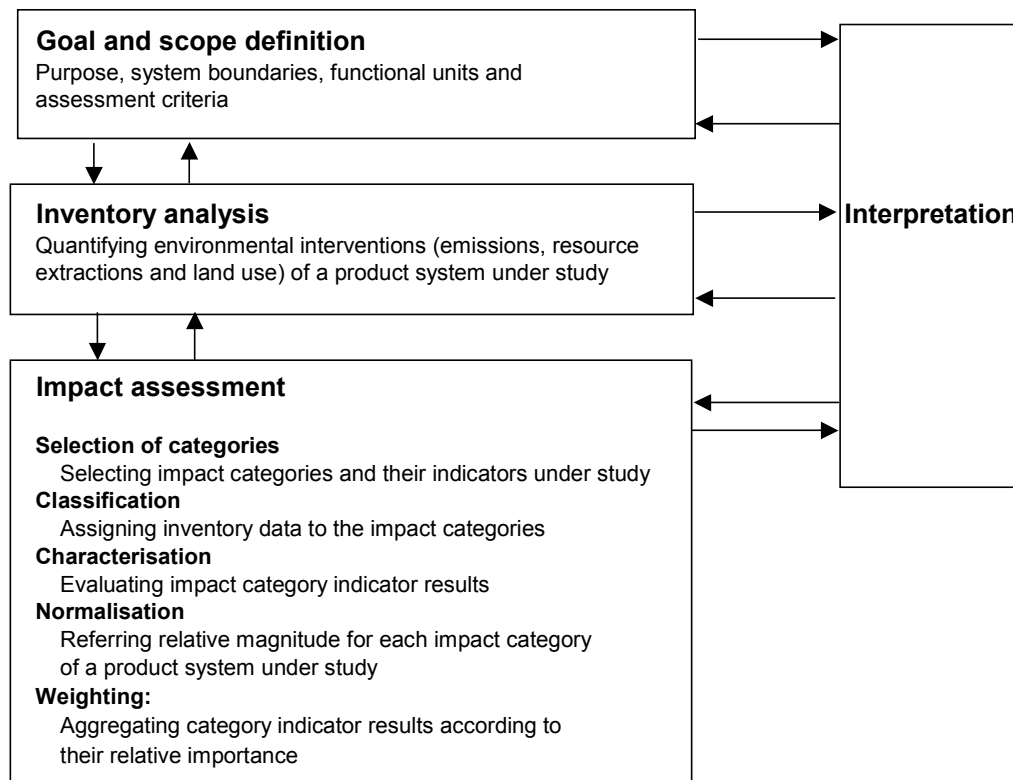 Goal and scope definition
Purpose, system boundaries, functional units and
assessment criteria
Inventory analysis
Quantifying environmental interventions (emissions, resource
extractions and land use) of a product system under study
Interpretation
Impact assessment
Selection of categories
Selecting impact categories and their indicators under study
Classification
Assigning inventory data to the impact categories
Characterisation
Evaluating impact category indicator results
Normalisation
Referring relative magnitude for each impact category
of a product system under study
Weighting:
Aggregating category indicator results according to
their relative importance